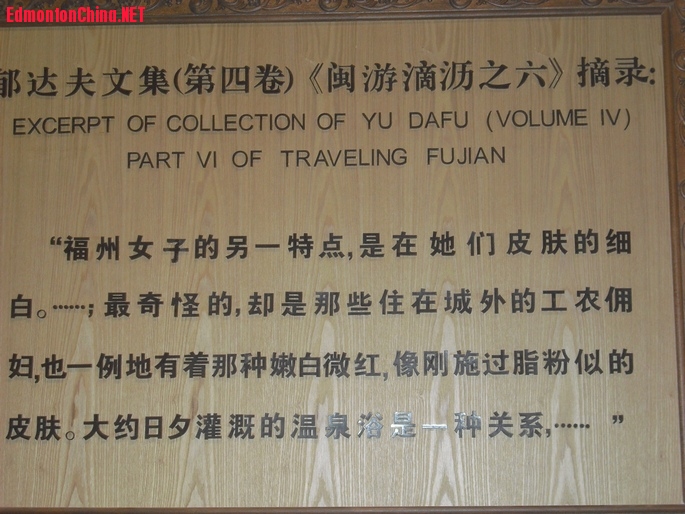 EdmontonChina.NET
郁达夫文集(第四卷)《闽游滴沥之六》摘录:
EXCERPT OF COLLECTION OF YU DAFU (VOLUME IV)
PART VI OF TRAVELING FUJIAN
“福州女子的另一特点,是在她们皮肤的细
白。……;最奇怪的,却是那些住在城外的工农佣
妇,也一例地有着那种嫩白微红,像刚施过脂粉似的
皮肤。大约日夕灌溉的温泉浴是一种关系,……”